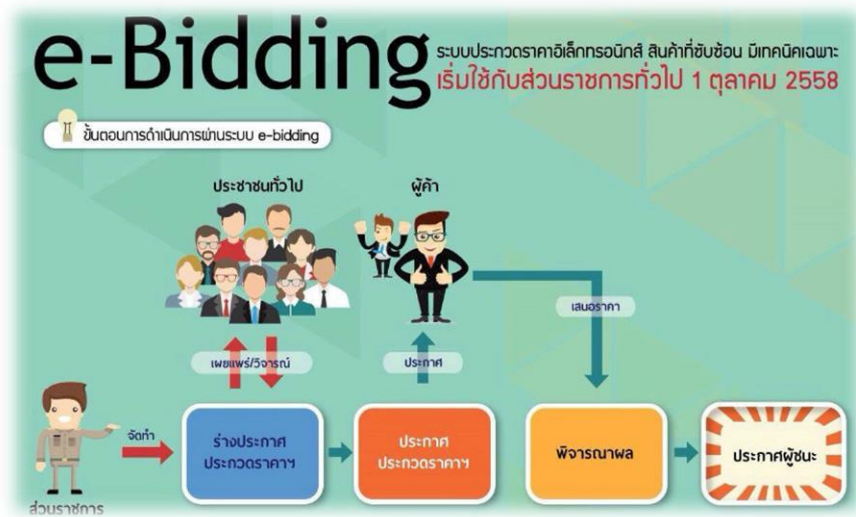 e-Bidding
ระบบประกวดราคาอิเล็กทรอนิกส์ สินค้าที่ซับซ้อน มีเทคนิคเฉพาะ
เริ่มใช้กับส่วนราชการทั่วไป 1 ตุลาคม 2558
ขั้นตอนการดำเนินการผ่านระบบ e-bidding
ประชาชนทั่วไป
ผู้ค้า
เสนอราคา
เผยแพร่/วิจารณ์
ประกาศ
จัดทำ
ร่างประกาศ
ประกวดราคาฯ
ประกาศ
ประกวดราคาฯ
พิจารณาผล
ประกาศผู้ชนะ
ส่วนราชการ